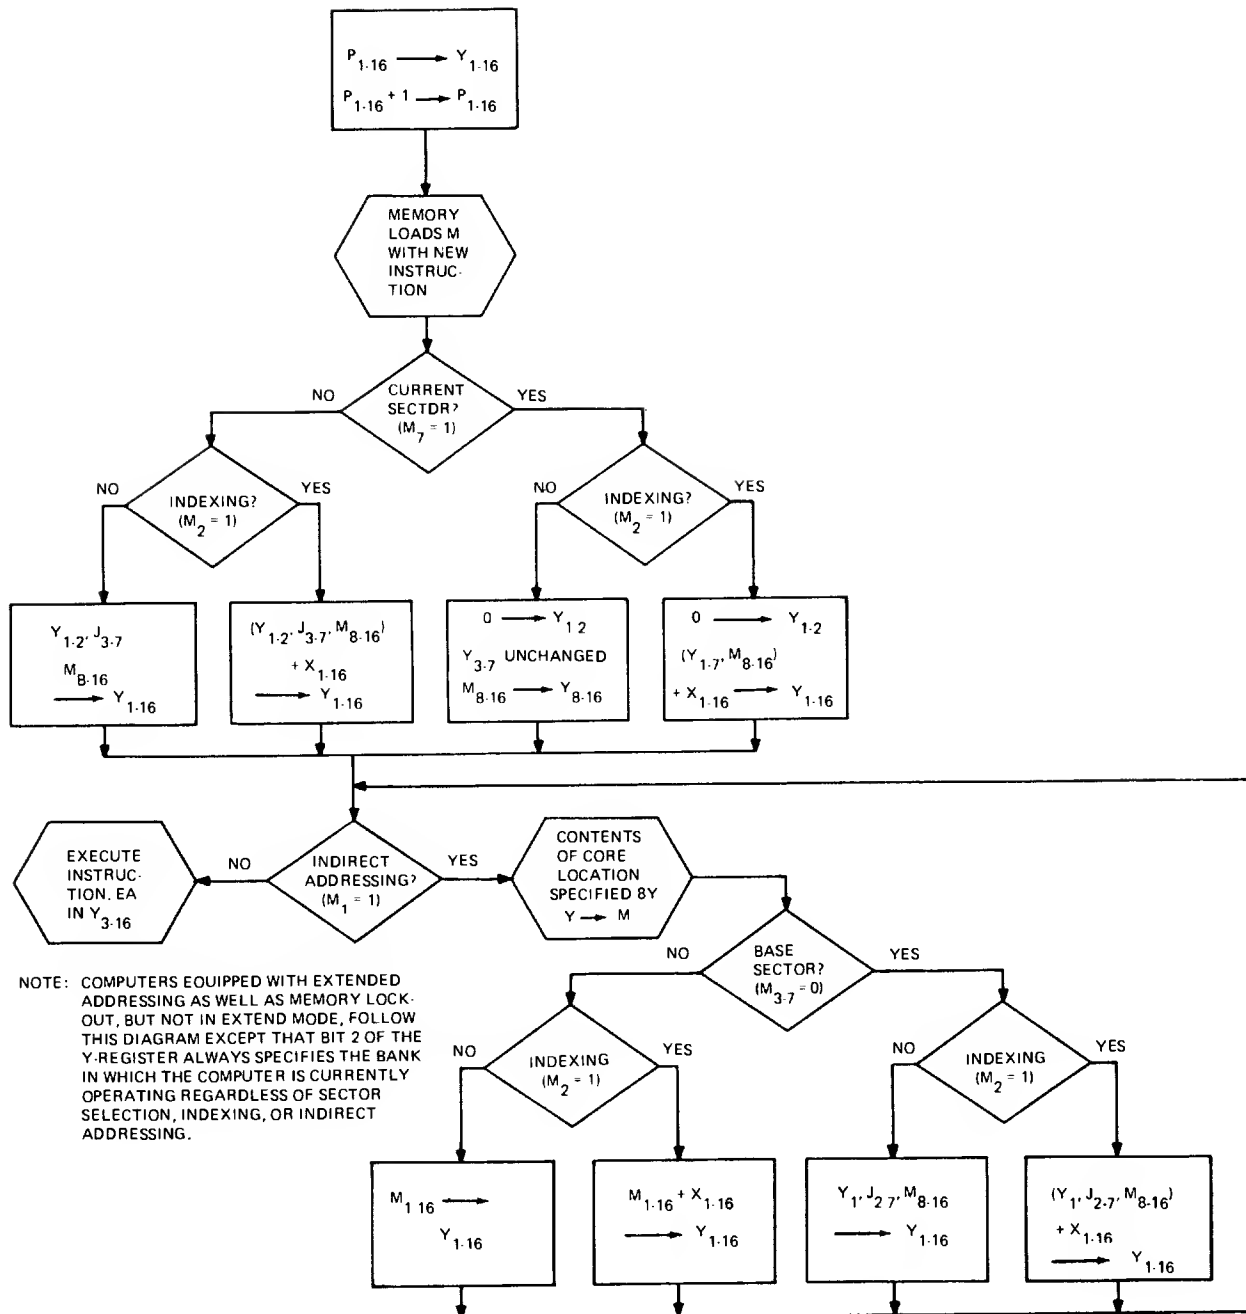 P1-16 ⟶ Y1-16
P1-16 + 1 ⟶ P1-16
MEMORY
LOADS M
WITH NEW
INSTRUC-
TION
NO
CURRENT
SECTDR?
(M7 = 1)
YES
NO
INDEXING?
(M2 = 1)
YES
NO
INDEXING?
(M2 = 1)
YES
Y1-2, J3-7
M8-16
⟶ Y1-16
(Y1-2, J3-7, M8-16)
+ X1-16
⟶ Y1-16
0 ⟶ Y1 2
Y3-7 UNCHANGED
M8-16 ⟶ Y8-16
0 ⟶ Y1-2
(Y1-7, M8-16)
+ X1-16 ⟶ Y1-16
EXECUTE
INSTRUC-
TION. EA
IN Y3-16
NO
INDIRECT
ADDRESSING?
(M1 = 1)
YES
CONTENTS
OF CORE
LOCATION
SPECIFIED 8Y
Y ⟶ M
NO
BASE
SECTOR?
(M3-7 = 0)
YES
NOTE: COMPUTERS EQUIPPED WITH EXTENDED
ADDRESSING AS WELL AS MEMORY LOCK-
OUT, BUT NOT IN EXTEND MODE, FOLLOW
THIS DIAGRAM EXCEPT THAT BIT 2 OF THE
Y-REGISTER ALWAYS SPECIFIES THE BANK
IN WHICH THE COMPUTER IS CURRENTLY
OPERATING REGARDLESS OF SECTOR
SELECTION, INDEXING, OR INDIRECT
ADDRESSING.
NO
INDEXING
(M2 = 1)
YES
NO
INDEXING
(M2 = 1)
YES
M1 16 ⟶
Y1-16
M1-16 + X1-16
⟶ Y1-16
Y1, J2 7, M8-16
⟶ Y1-16
(Y1, J2-7, M8-16)
+ X1-16
⟶ Y1-16